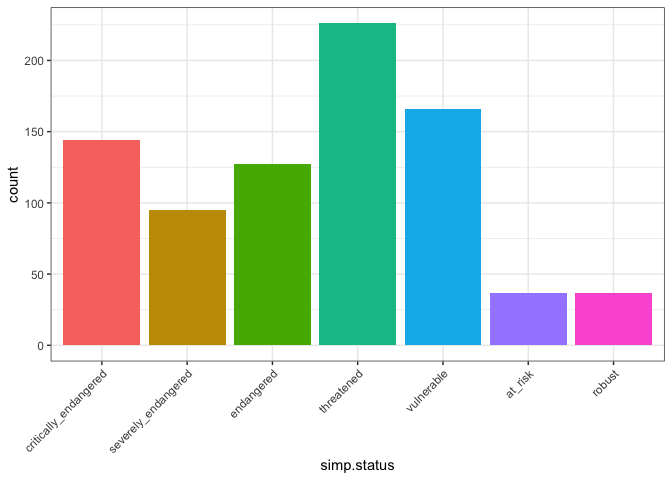 count
200
150
100
50
0
critically_endangered
severely_endangered
endangered
threatened
vulnerable
at_risk
robust
simp.status